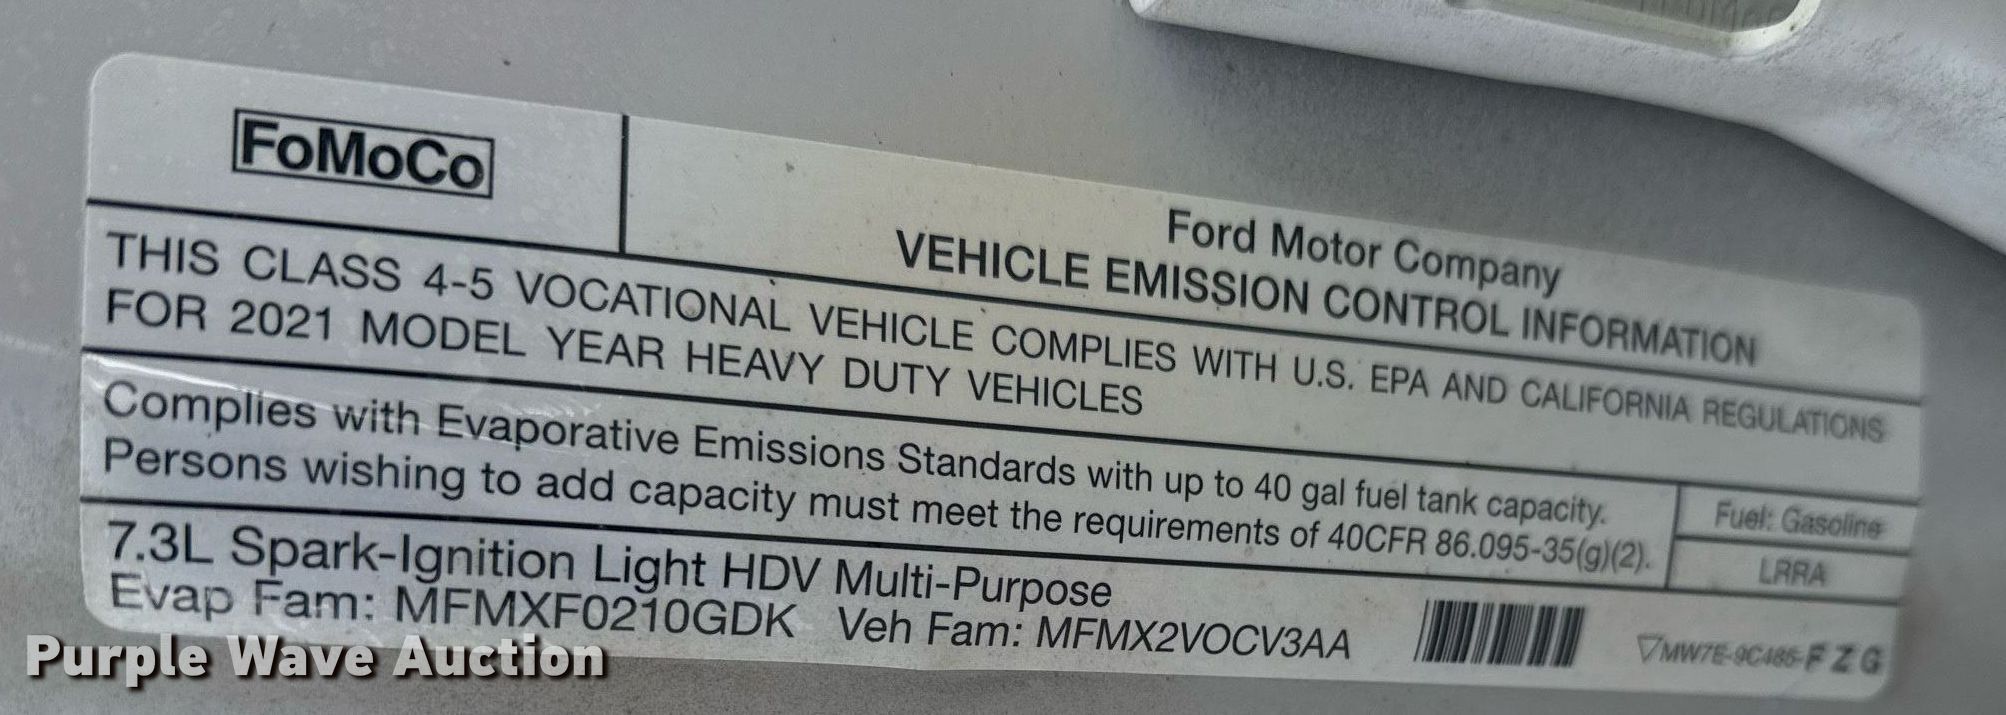 FoMoCo
Ford Motor Company
VEHICLE EMISSION CONTROL INFORMATION
THIS CLASS 4-5 VOCATIONAL VEHICLE COMPLIES WITH U.S. EPA AND CALIFORNIA REGULATIONS
FOR 2021 MODEL YEAR HEAVY DUTY VEHICLES
Complies with Evaporative Emissions Standards with up to 40 gal fuel tank capacity.
Persons wishing to add capacity must meet the requirements of 40CFR 86.095-35(g)(2).
Fuel: Gasoline
LRRA
7.3L Spark-Ignition Light HDV Multi-Purpose
Evap Fam: MFMXF0210GDK Veh Fam: MFMX2VOCV3AA
MW7E-9C485-FZG
Purple Wave Auction